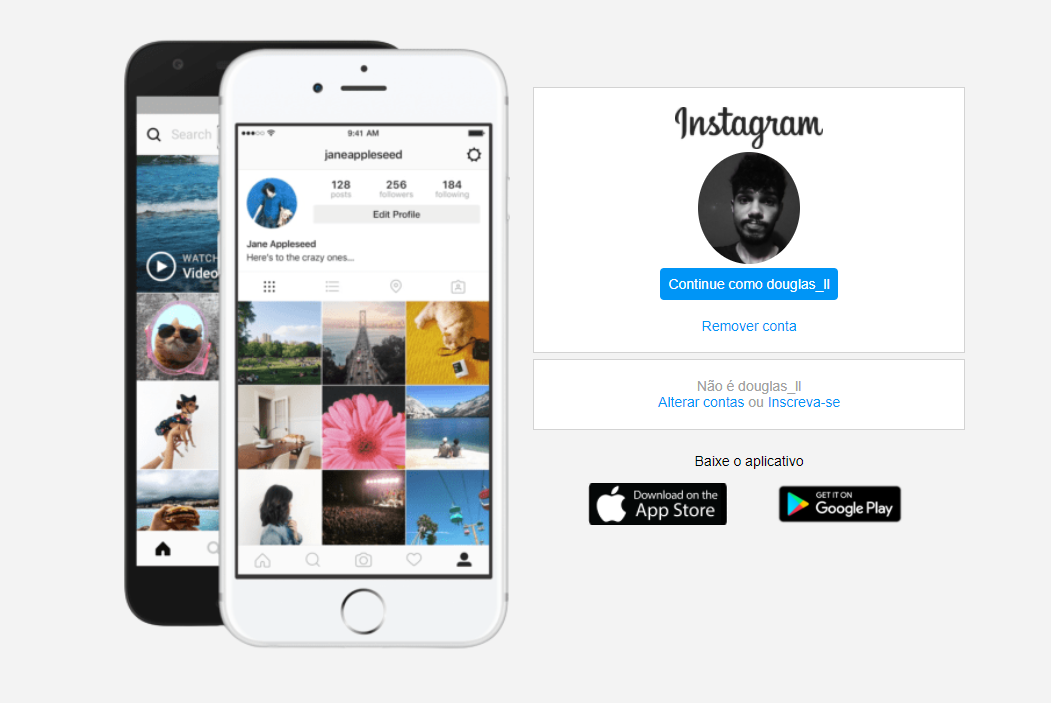 Search
WATCH
Video
9:41 AM
janeappleseed
128
256
184
posts
followers
following
Edit Profile
Jane Appleseed
Here's to the crazy ones...
Instagram
Continue como douglas_ll
Remover conta
Não é douglas_ll
Alterar contas ou Inscreva-se
Baixe o aplicativo
Download on the
App Store
GET IT ON
Google Play